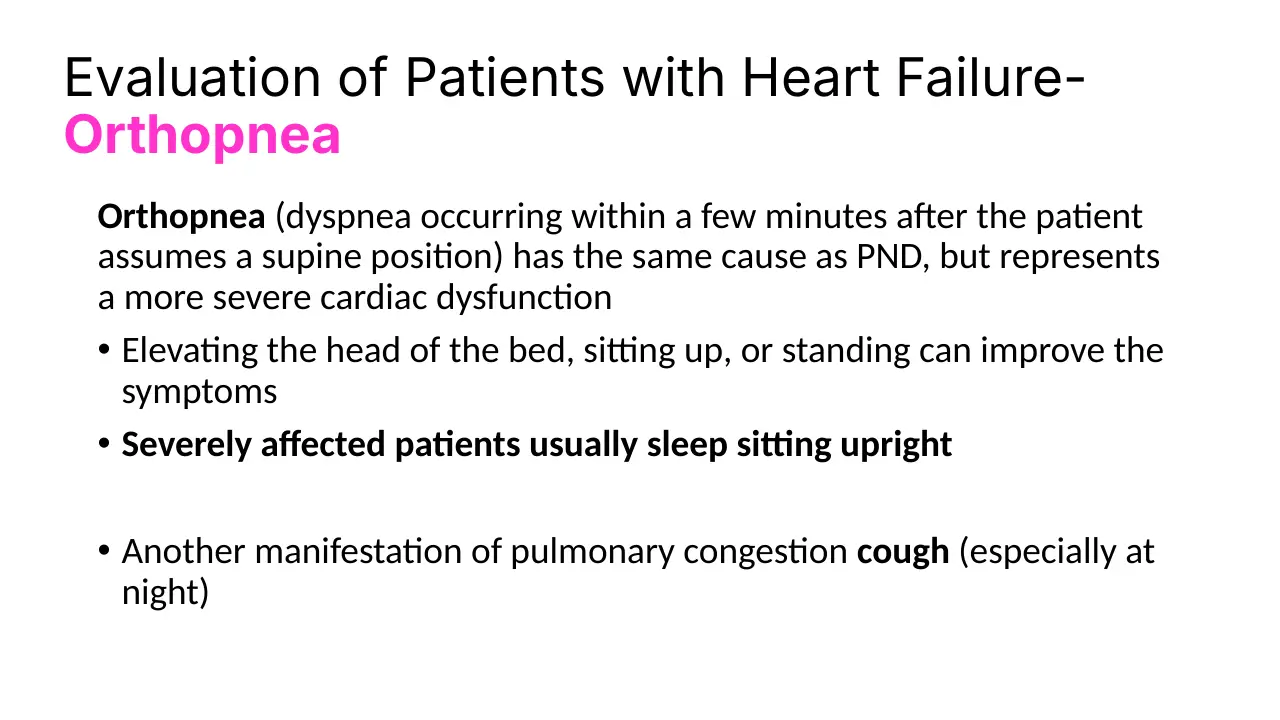 Evaluation of Patients with Heart Failure-
Orthopnea
Orthopnea (dyspnea occurring within a few minutes after the patient
assumes a supine position) has the same cause as PND, but represents
a more severe cardiac dysfunction
• Elevating the head of the bed, sitting up, or standing can improve the
symptoms
• Severely affected patients usually sleep sitting upright
• Another manifestation of pulmonary congestion cough (especially at
night)